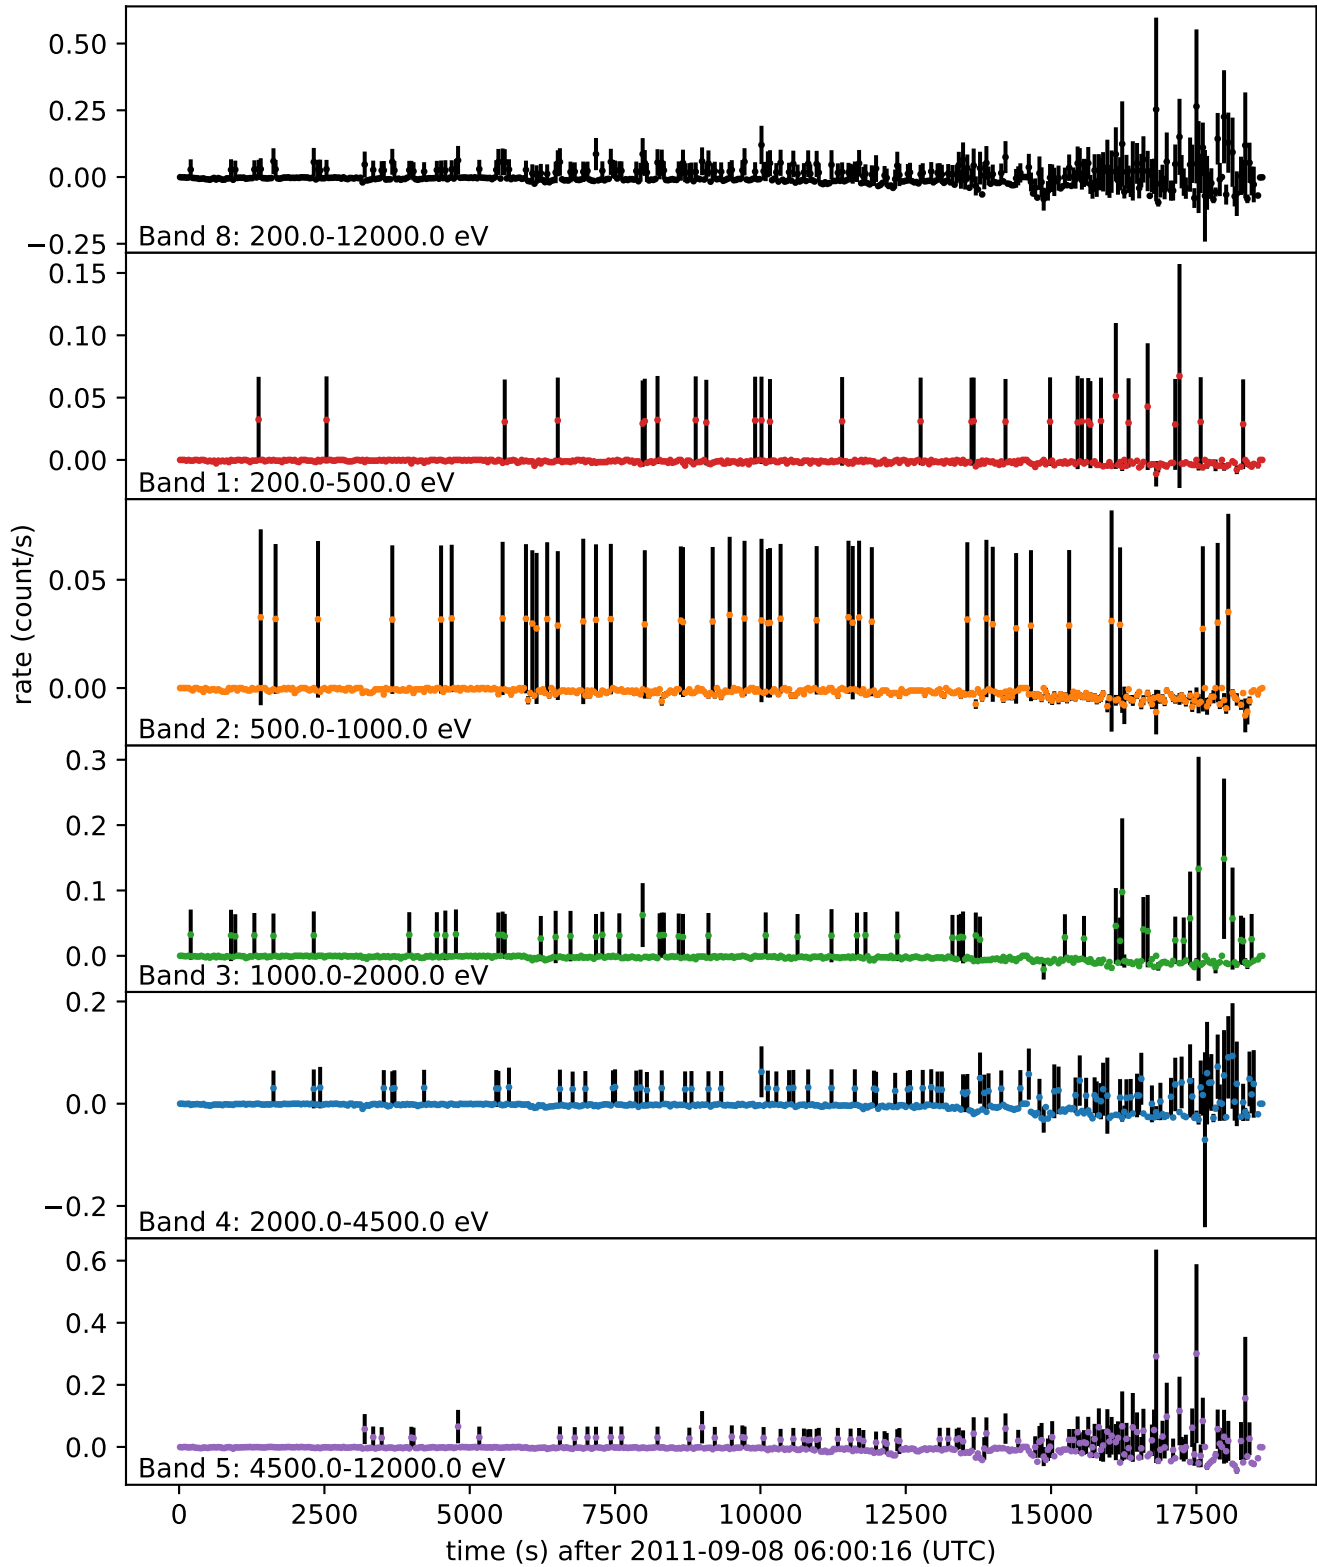 0.50
0.25
0.00
−0.25
Band 8: 200.0-12000.0 eV
0.15
0.10
0.05
0.00
Band 1: 200.0-500.0 eV
rate (count/s)
0.05
0.00
Band 2: 500.0-1000.0 eV
0.3
0.2
0.1
0.0
Band 3: 1000.0-2000.0 eV
0.2
0.0
−0.2
Band 4: 2000.0-4500.0 eV
0.6
0.4
0.2
0.0
Band 5: 4500.0-12000.0 eV
0 2500 5000 7500 10000 12500 15000 17500
time (s) after 2011-09-08 06:00:16 (UTC)